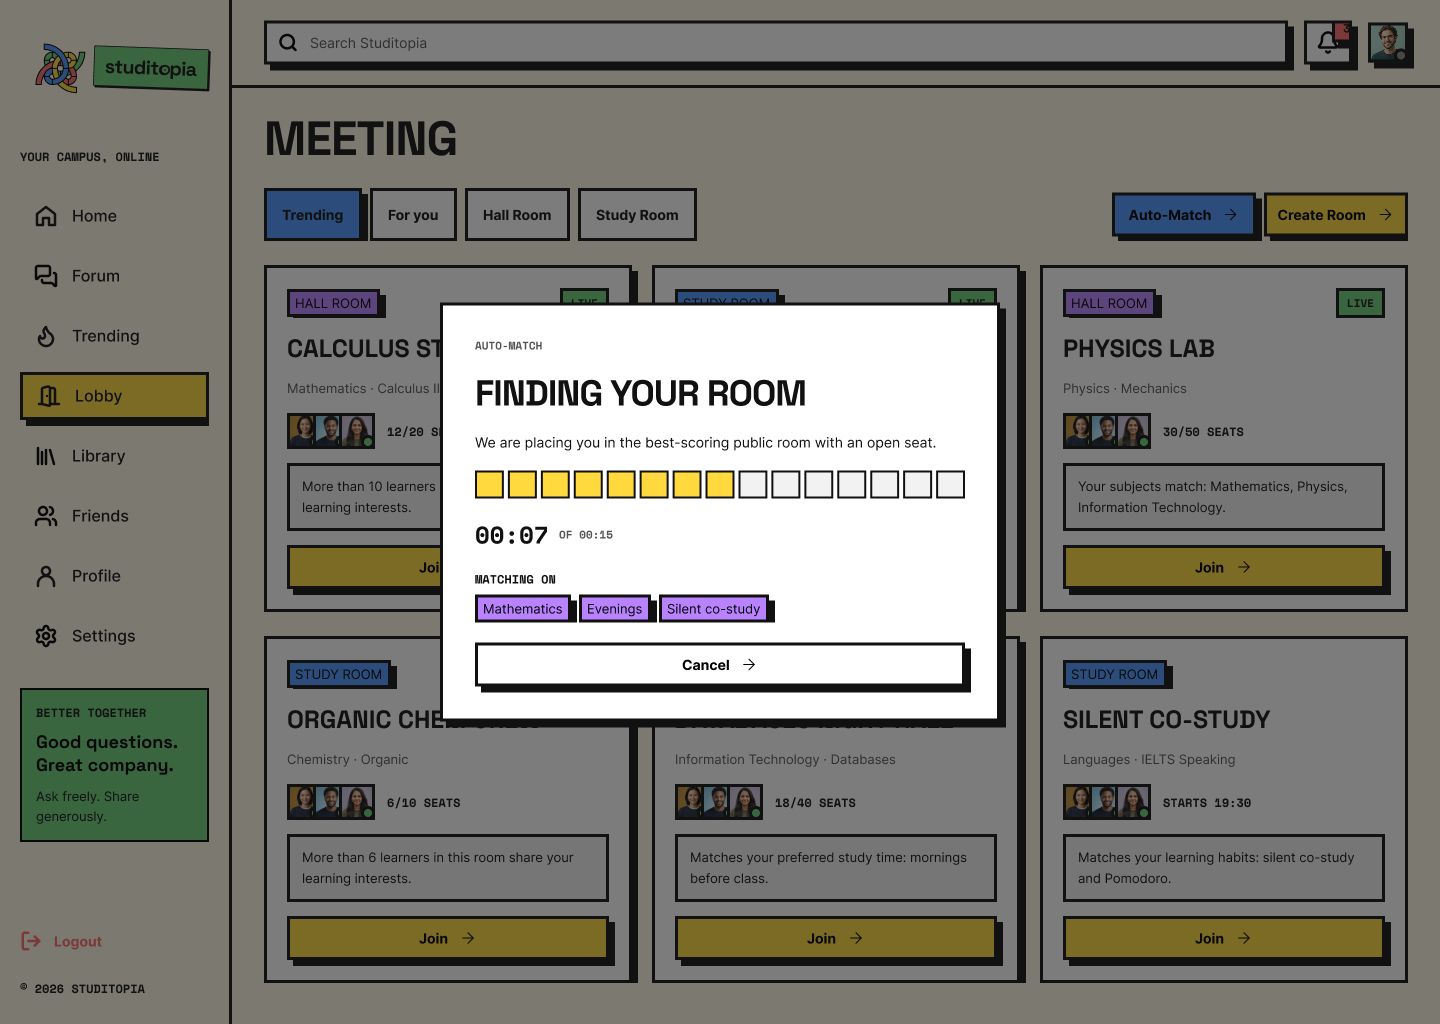 studitopia
YOUR CAMPUS, ONLINE
Home
Forum
Trending
Lobby
Library
Friends
Profile
Settings
BETTER TOGETHER
Good questions.
Great company.
Ask freely. Share
generously.
Logout
© 2026 STUDITOPIA
Search Studitopia
MEETING
Trending
For you
Hall Room
Study Room
Auto-Match
Create Room
HALL ROOM
LIVE
CALCULUS
Mathematics · Calculus II
12/20
More than 10 learners
learning interests.
STUDY ROOM
LIVE
HALL ROOM
LIVE
PHYSICS LAB
Physics · Mechanics
30/50 SEATS
Your subjects match: Mathematics, Physics,
Information Technology.
Join
AUTO-MATCH
FINDING YOUR ROOM
We are placing you in the best-scoring public room with an open seat.
00:07 OF 00:15
MATCHING ON
Mathematics
Evenings
Silent co-study
Cancel
STUDY ROOM
ORGANIC
Chemistry · Organic
6/10 SEATS
More than 6 learners in this room share your
learning interests.
Join
Information Technology · Databases
18/40 SEATS
Matches your preferred study time: mornings
before class.
Join
STUDY ROOM
SILENT CO-STUDY
Languages · IELTS Speaking
STARTS 19:30
Matches your learning habits: silent co-study
and Pomodoro.
Join